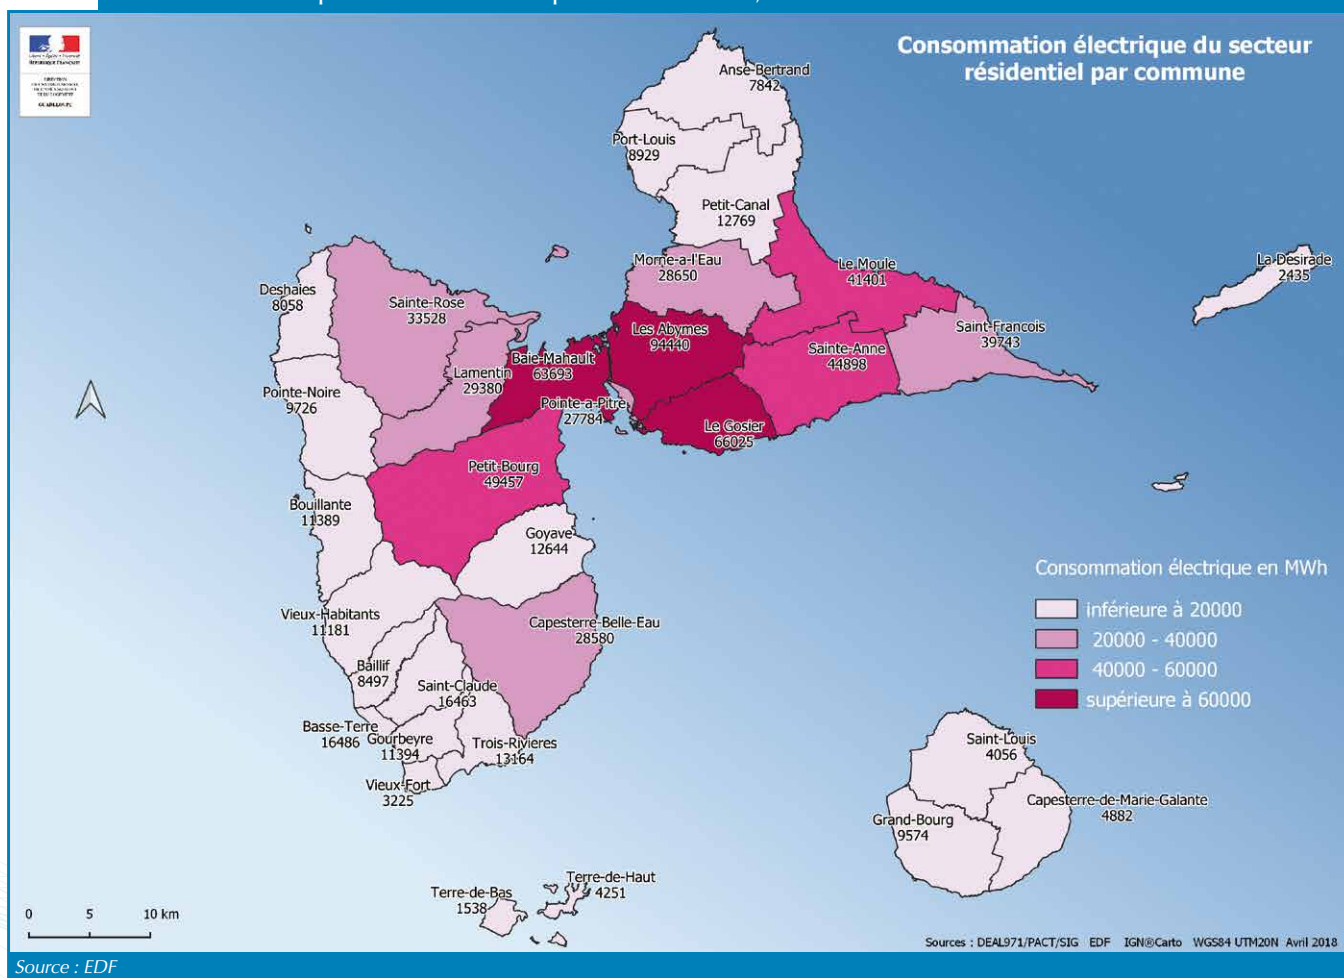 Consommation électrique du secteur
résidentiel par commune
RÉPUBLIQUE FRANÇAISE
GUADELOUPE
Anse-Bertrand
7842
Port-Louis
8929
Petit-Canal
12769
Morne-a-l'Eau
28650
Le Moule
41401
La Desirade
2435
Deshaies
8058
Sainte-Rose
33528
Les Abymes
94440
Saint-Francois
39743
Sainte-Anne
44898
Baie-Mahault
63693
Lamentin
29380
Pointe-Noire
9726
Pointe-a-Pitre
27784
Le Gosier
66025
Petit-Bourg
49457
Bouillante
11389
Goyave
12644
Vieux-Habitants
11181
Capesterre-Belle-Eau
28580
Baillif
8497
Saint-Claude
16463
Basse-Terre
16486
Gourbeyre
11394
Trois-Rivieres
13164
Vieux-Fort
3225
Consommation électrique en MWh
inférieure à 20000
20000 - 40000
40000 - 60000
supérieure à 60000
Saint-Louis
4056
Capesterre-de-Marie-Galante
4882
Grand-Bourg
9574
Terre-de-Haut
4251
Terre-de-Bas
1538
0 5 10 km
Sources : DEAL971/PACT/SIG EDF IGN®Carto WGS84 UTM20N Avril 2018
Source : EDF